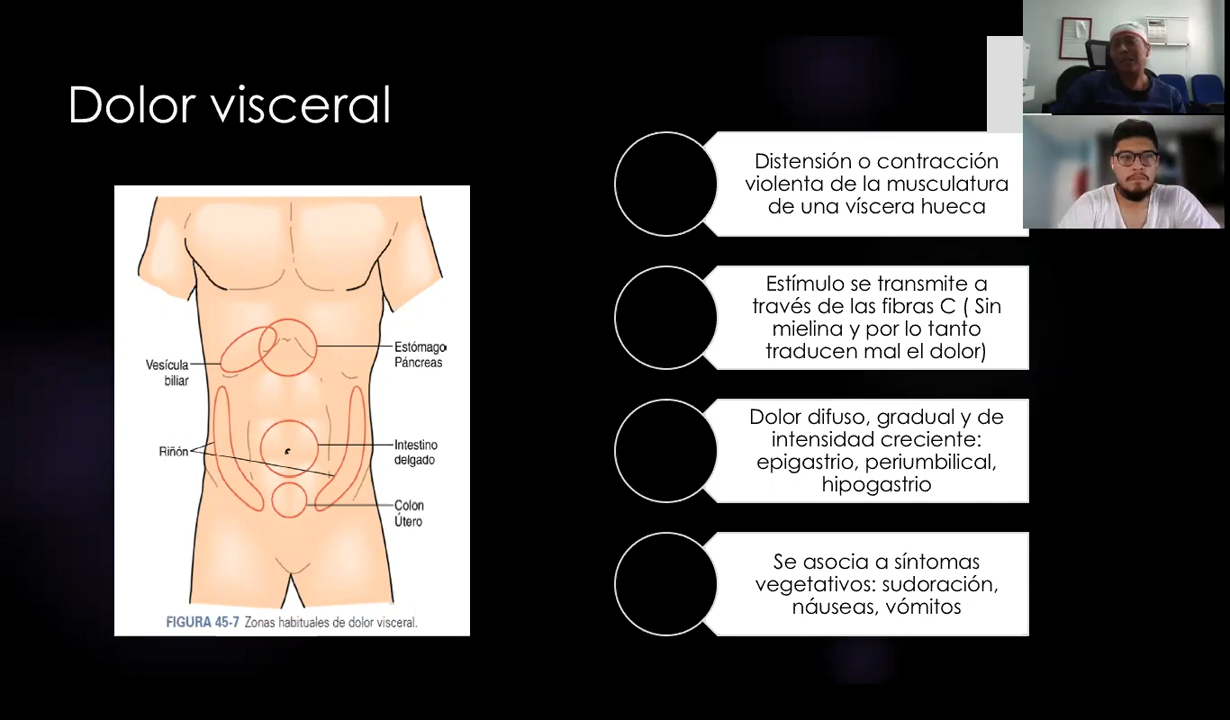 Dolor visceral
Vesícula
biliar
Estómago
Páncreas
Riñón
Intestino
delgado
Colon
Útero
FIGURA 45-7 Zonas habituales de dolor visceral.
Distensión o contracción
violenta de la musculatura
de una víscera hueca
Estímulo se transmite a
través de las fibras C ( Sin
mielina y por lo tanto
traducen mal el dolor)
Dolor difuso, gradual y de
intensidad creciente:
epigastrio, periumbilical,
hipogastrio
Se asocia a síntomas
vegetativos: sudoración,
náuseas, vómitos